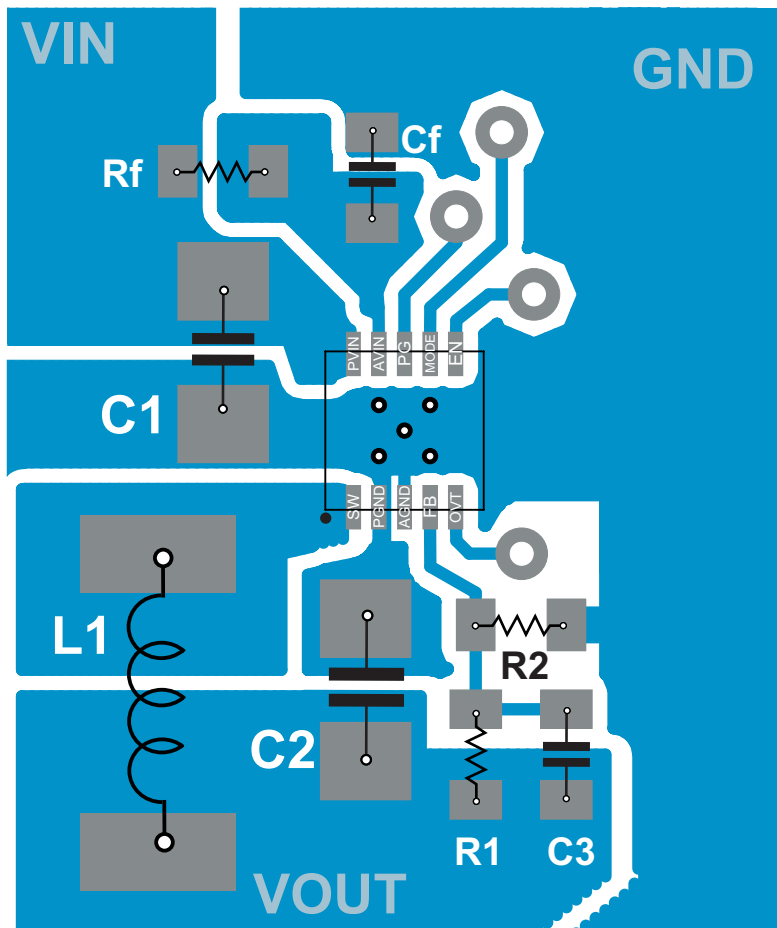 VIN
GND
Cf
Rf
PVIN
AVIN
PG
MODE
EN
C1
SW
PGND
AGND
FB
OVT
L1
R2
C2
R1
C3
VOUT